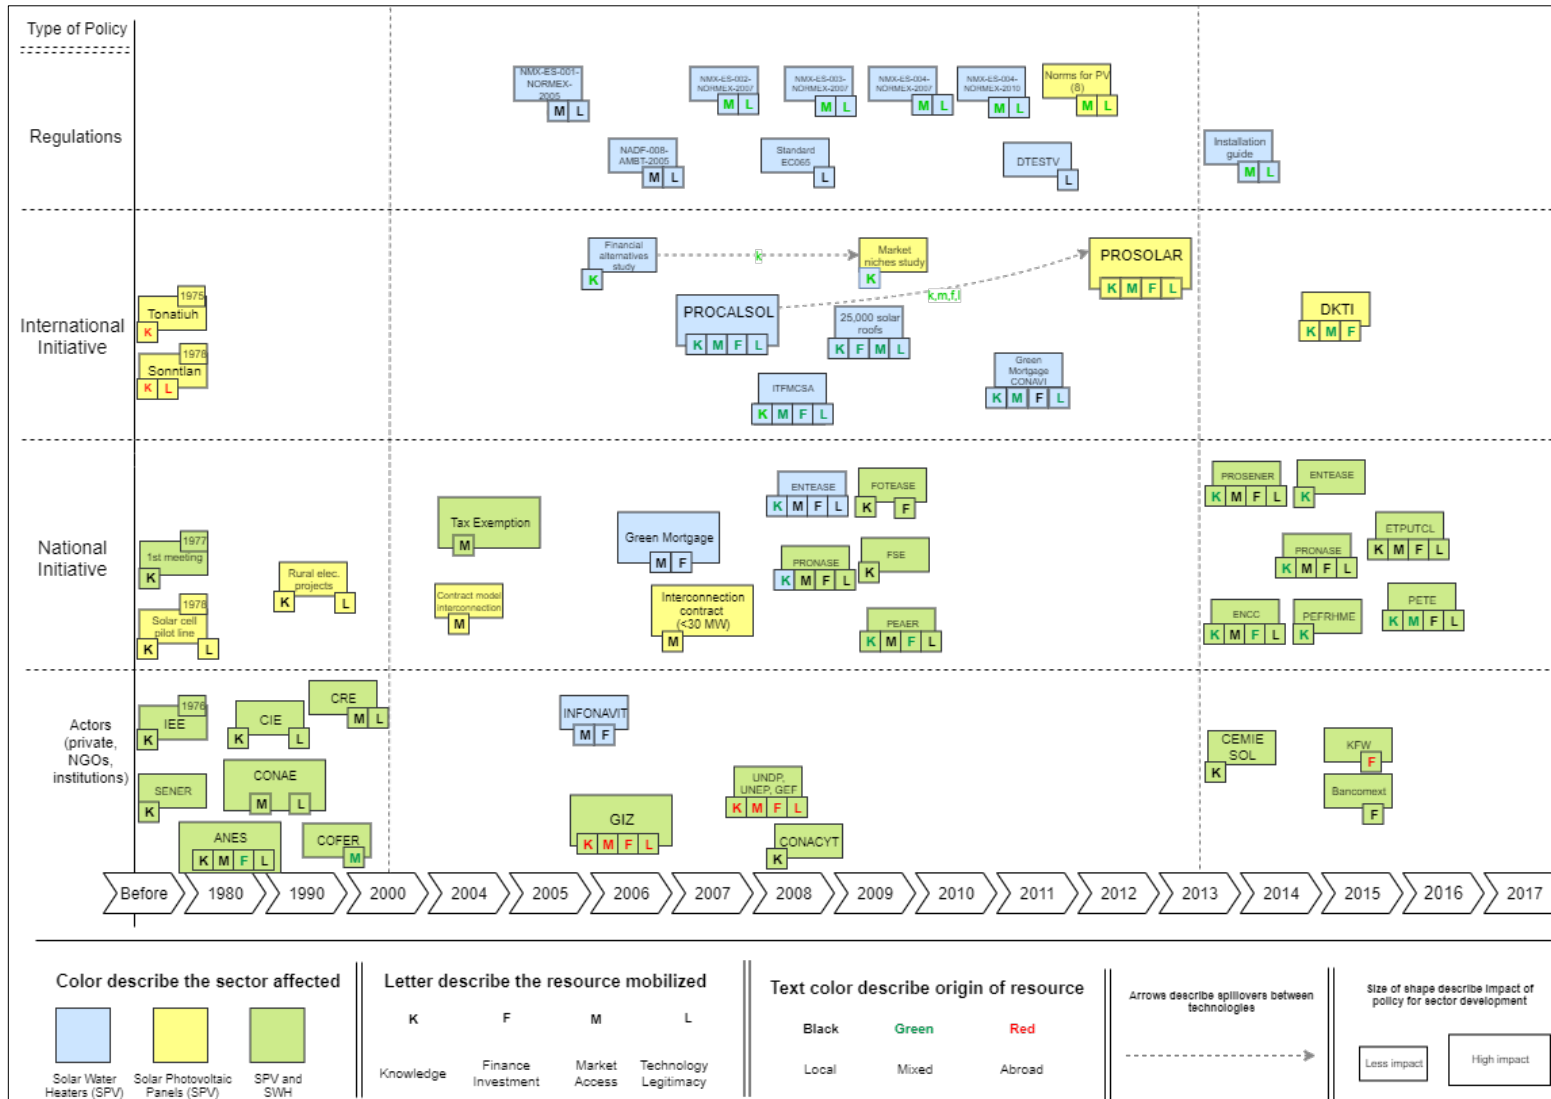 Type of Policy
Regulations
NMX-ES-001-
NORMEX-
2005
M L
NMX-ES-002-
NORMEX-2007
M L
NMX-ES-003-
NORMEX-2007
M L
NMX-ES-004-
NORMEX-2007
M L
NMX-ES-004-
NORMEX-2010
M L
Norms for PV
(8)
M L
NADF-008-
AMBT-2005
M L
Standard
EC065
L
DTESTV
L
Installation
guide
M L
International
Initiative
1975
Tonatiuh
K
1978
Sonntlan
K L
Financial
alternatives
study
K
k
Market
niches study
K
PROCALSOL
K M F L
k,m,f,l
25,000 solar
roofs
K F M L
PROSOLAR
K M F L
ITFMCSA
K M F L
Green
Mortgage
CONAVI
K M F L
DKTI
K M F
National
Initiative
1977
1st meeting
K
1978
Solar cell
pilot line
K L
Rural elec.
projects
K L
Tax Exemption
M
Contract model
interconnection
M
Green Mortgage
M F
Interconnection
contract
(<30 MW)
M
ENTEASE
K M F L
FOTEASE
K F
PRONASE
K M F L
FSE
K
PEAER
K M F L
PROSENER
K M F L
ENTEASE
K
ETPUTCL
K M F L
PRONASE
K M F L
ENCC
K M F L
PEFRHME
K
PETE
K M F L
Actors
(private,
NGOs,
institutions)
1976
IEE
K
CIE
K L
CRE
M L
SENER
K
CONAE
M L
ANES
K M F L
COFER
M
INFONAVIT
M F
GIZ
K M F L
UNDP,
UNEP, GEF
K M F L
CONACYT
K
CEMIE
SOL
K
KFW
F
Bancomext
F
Before 1980 1990 2000 2004 2005 2006 2007 2008 2009 2010 2011 2012 2013 2014 2015 2016 2017
Color describe the sector affected
Solar Water
Heaters (SPV)
Solar Photovoltaic
Panels (SPV)
SPV and
SWH
Letter describe the resource mobilized
K F M L
Knowledge
Finance
Investment
Market
Access
Technology
Legitimacy
Text color describe origin of resource
Black Green Red
Local Mixed Abroad
Arrows describe spillovers between
technologies
Size of shape describe impact of
policy for sector development
Less impact
High impact